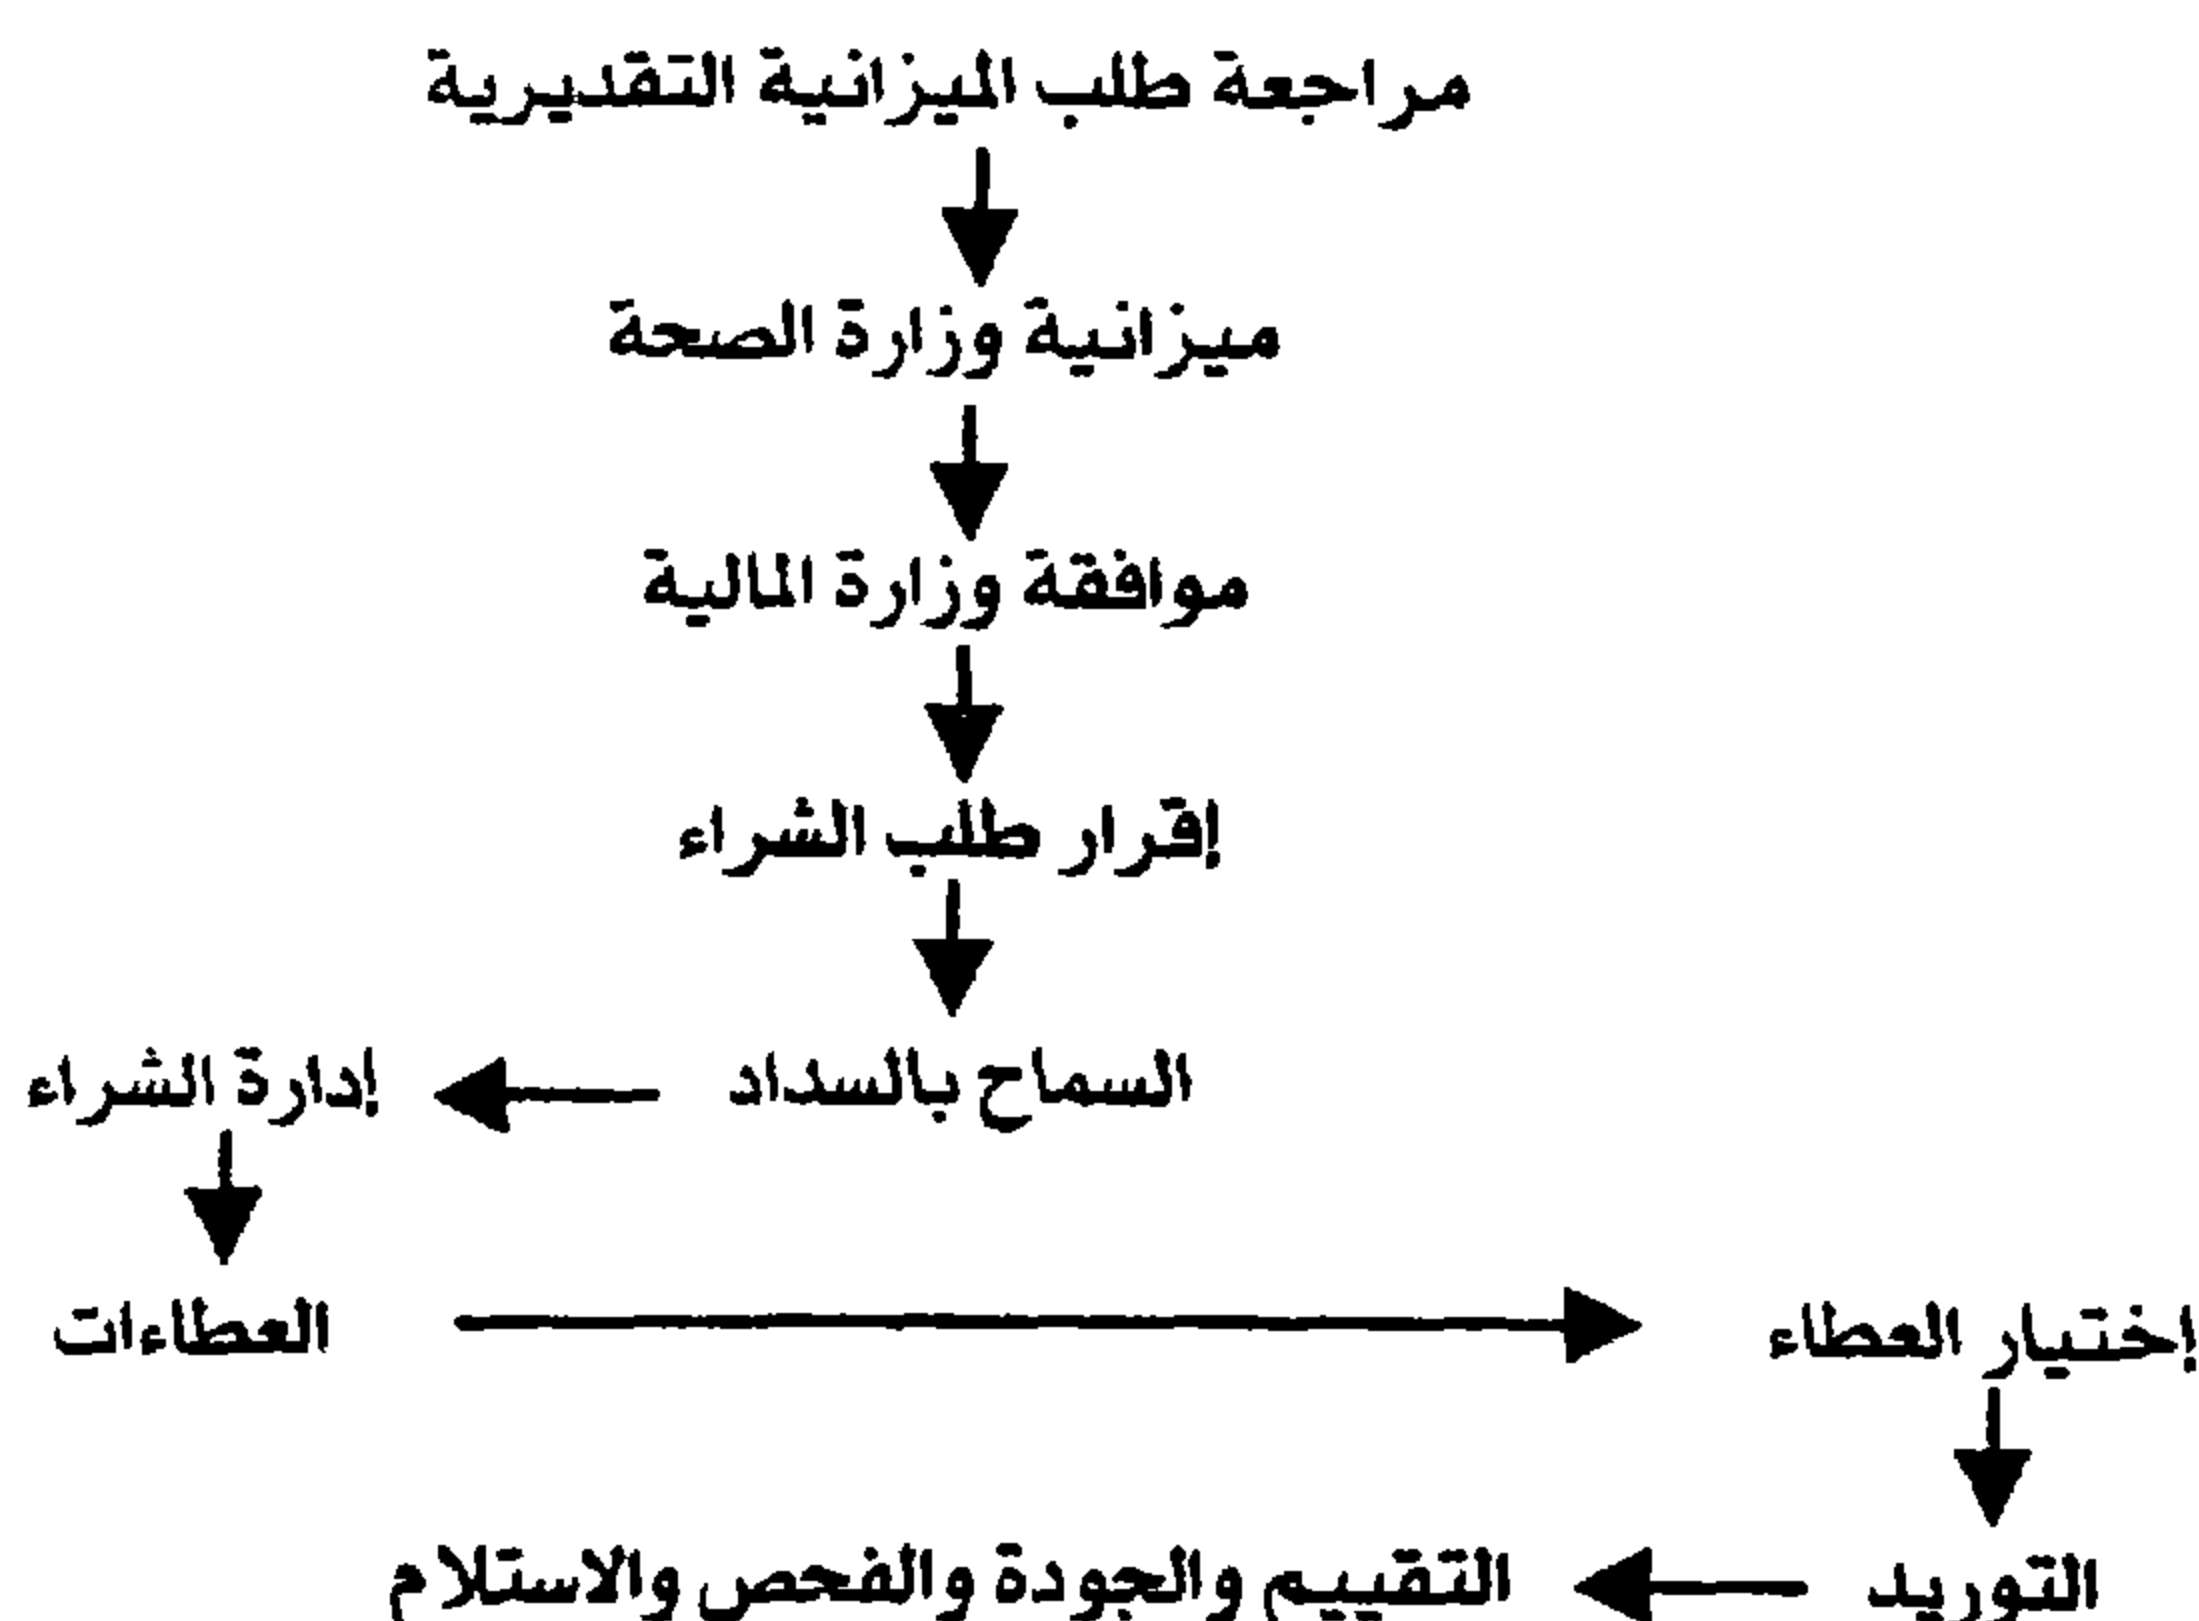 مراجعة طلب الميزانية التقديرية
ميزانية وزارة الصحة
موافقة وزارة المالية
إقرار طلب الشراء
السماح بالسداد
إدارة الشراء
العطاءات
إختيار العطاء
التوريد
التقييم والجودة والفحص والاستلام